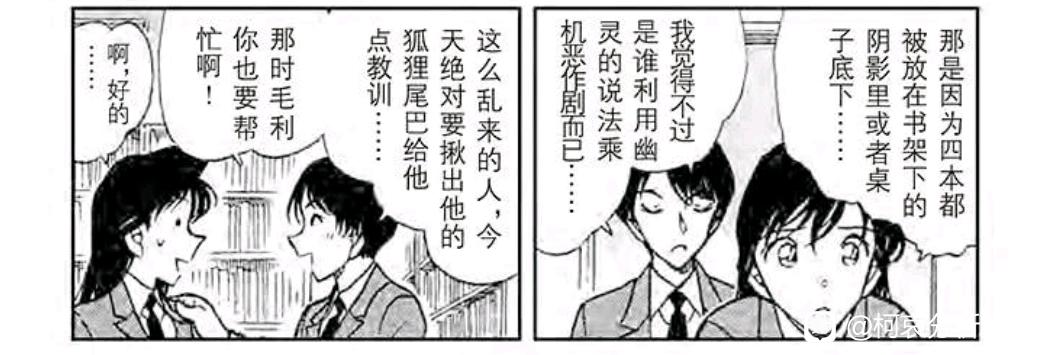 那是因为四本都
被放在书架下的
阴影里或者桌
子底下……
我觉得不过
是谁利用幽
灵的说法乘
机恶作剧而已……
这么乱来的人，今
天绝对要揪出他的
狐狸尾巴给他
点教训……
那时毛利
你也要帮
忙啊！
啊，好的
……